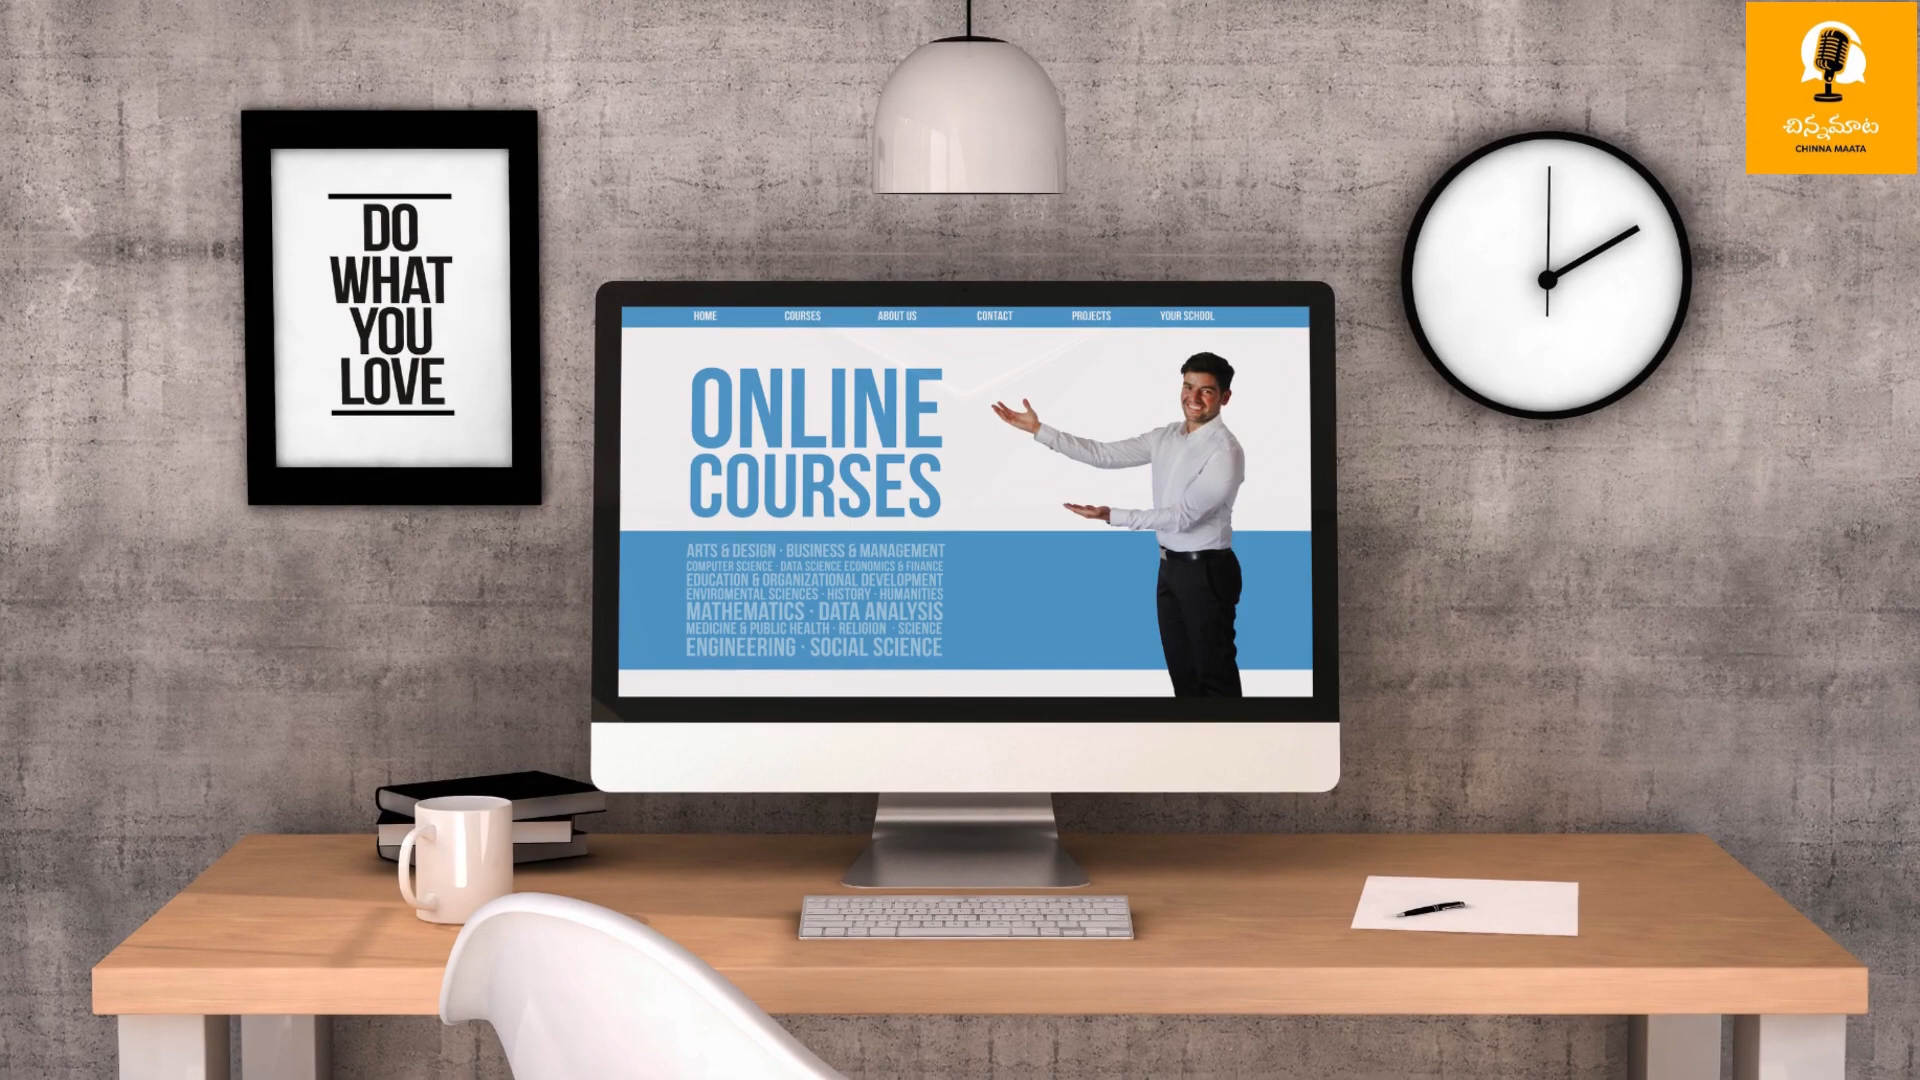 చిన్నమాట
CHINNA MAATA
DO
WHAT
YOU
LOVE
HOME COURSES ABOUT US CONTACT PROJECTS YOUR SCHOOL
ONLINE
COURSES
ARTS & DESIGN · BUSINESS & MANAGEMENT
COMPUTER SCIENCE · DATA SCIENCE ECONOMICS & FINANCE
EDUCATION & ORGANIZATIONAL DEVELOPMENT
ENVIROMENTAL SCIENCES · HISTORY · HUMANITIES
MATHEMATICS · DATA ANALYSIS
MEDICINE & PUBLIC HEALTH · RELIGION · SCIENCE
ENGINEERING · SOCIAL SCIENCE